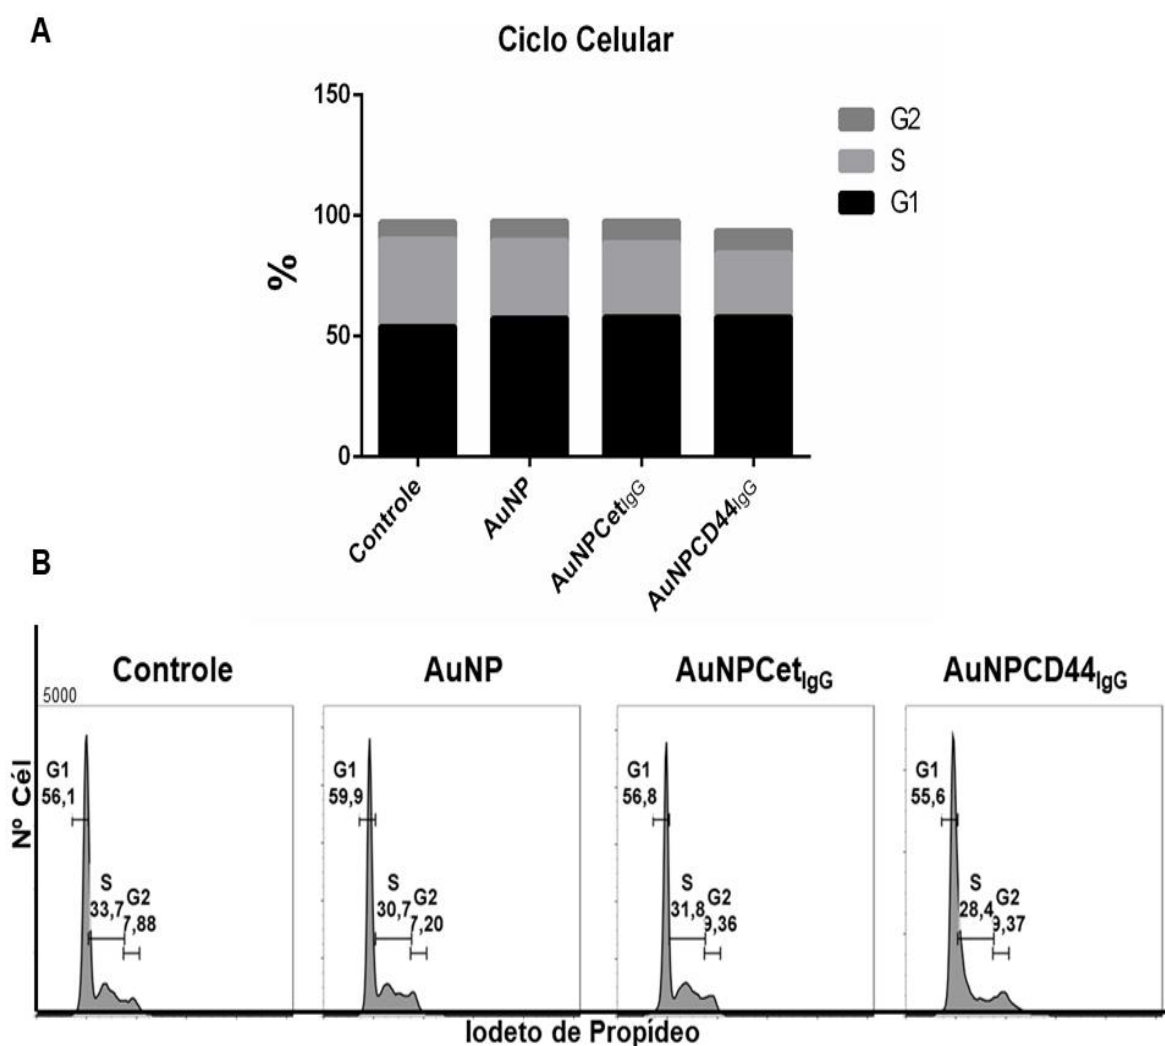 A
Ciclo Celular
150
100
50
0
%
G2
S
G1
Controle
AuNP
AuNPCetIgG
AuNPCD44IgG
B
Controle
AuNP
AuNPCetIgG
AuNPCD44IgG
5000
Nº Cél
G1
56,1
S
33,7
G2
7,88
G1
59,9
S
30,7
G2
7,20
G1
56,8
S
31,8
G2
9,36
G1
55,6
S
28,4
G2
9,37
Iodeto de Propídeo